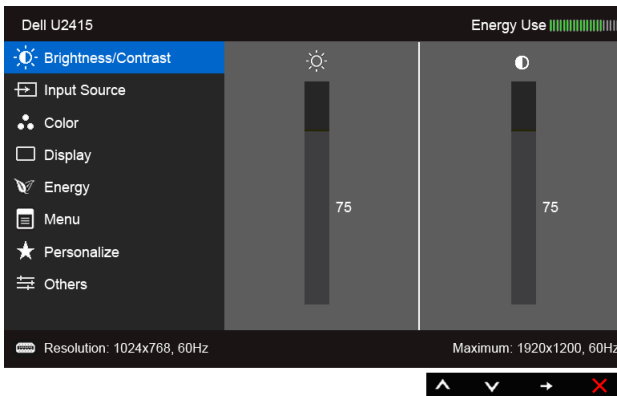 Dell U2415
Energy Use
Brightness/Contrast
Input Source
Color
Display
Energy
Menu
Personalize
Others
75
75
Resolution: 1024x768, 60Hz
Maximum: 1920x1200, 60Hz